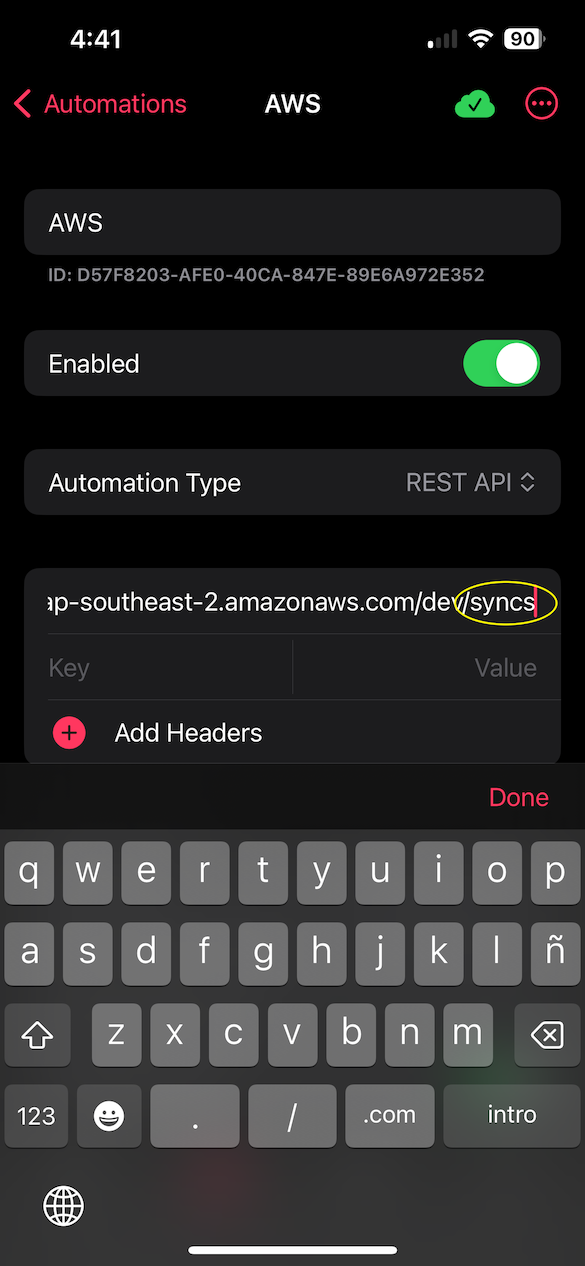 4:41
90
Automations
AWS
AWS
ID: D57F8203-AFE0-40CA-847E-89E6A972E352
Enabled
Automation Type
REST API
ap-southeast-2.amazonaws.com/dev/syncs
Key
Value
Add Headers
Done
q w e r t y u i o p
a s d f g h j k l ñ
z x c v b n m
123 . / .com intro